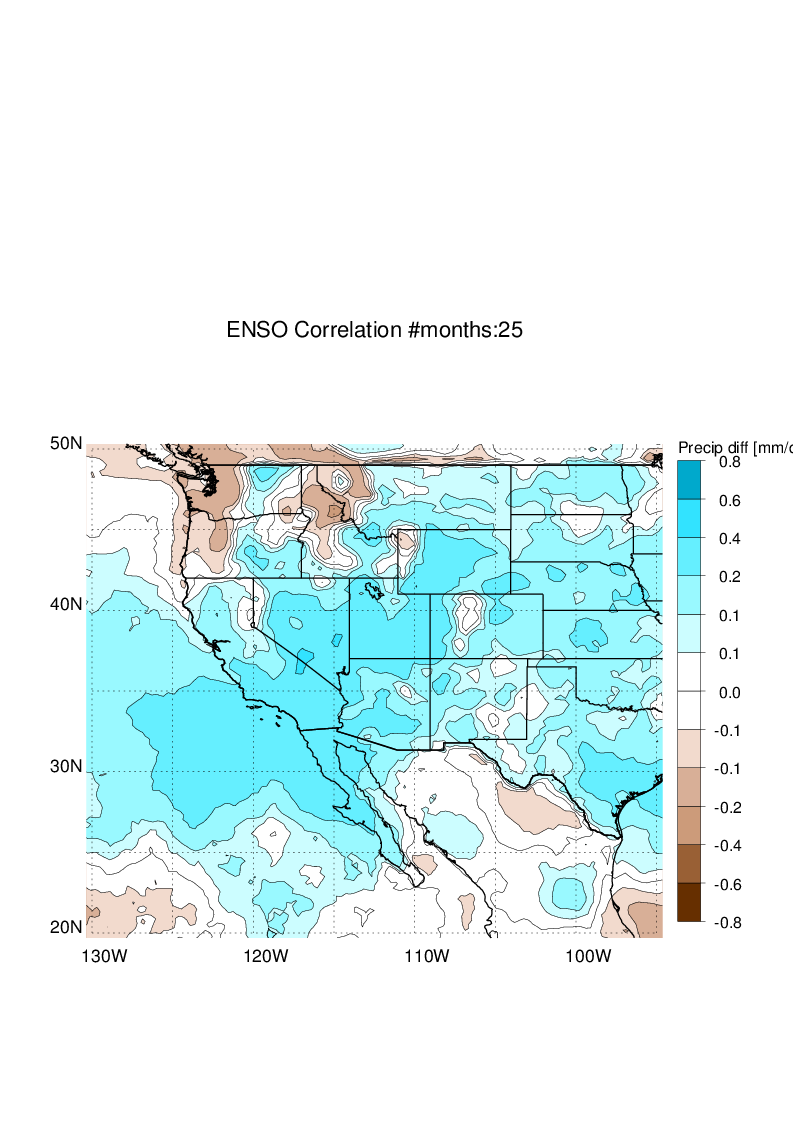 ENSO Correlation #months:25
Precip diff [mm/d
50N
40N
30N
20N
130W
120W
110W
100W
0.8
0.6
0.4
0.2
0.1
0.1
0.0
-0.1
-0.1
-0.2
-0.4
-0.6
-0.8